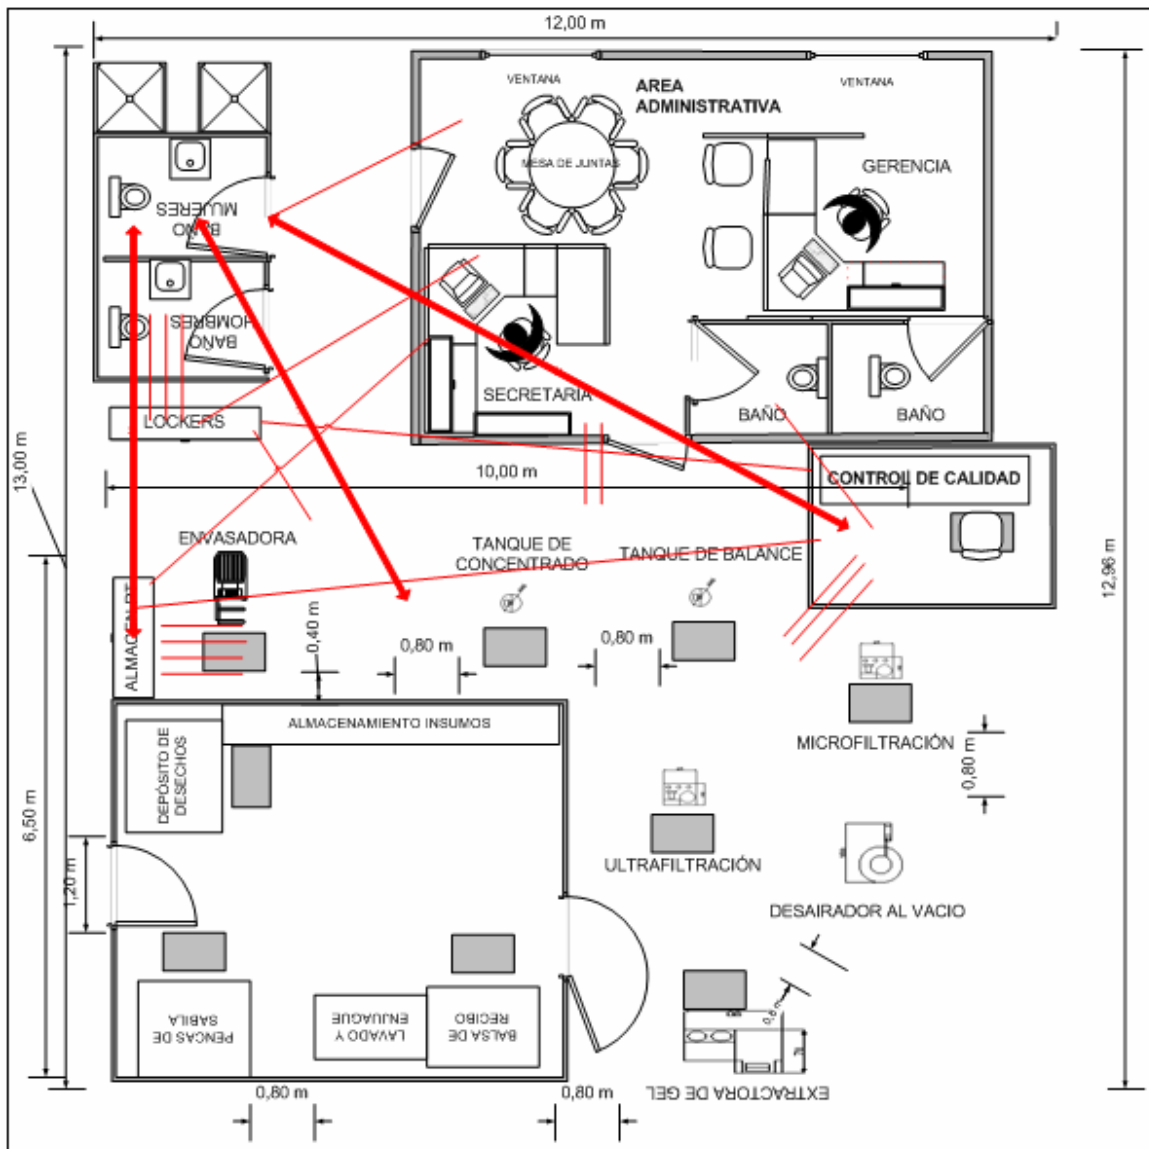 12,00 m
VENTANA
AREA
ADMINISTRATIVA
VENTANA
MESA DE JUNTAS
GERENCIA
BAÑO
MUJERES
BAÑO
HOMBRES
SECRETARIA
BAÑO
BAÑO
LOCKERS
13,00 m
10,00 m
CONTROL DE CALIDAD
ENVASADORA
TANQUE DE
CONCENTRADO
TANQUE DE BALANCE
12,96 m
ALMACEN PT
0,40 m
0,80 m
0,80 m
ALMACENAMIENTO INSUMOS
DEPÓSITO DE
DESECHOS
MICROFILTRACIÓN
0,80 m
6,50 m
ULTRAFILTRACIÓN
1,20 m
DESAIRADOR AL VACIO
PENCAS DE
SABILA
LAVADO Y
ENJUAGUE
BALSA DE
RECIBO
EXTRACTORA DE GEL
0,80 m
0,80 m